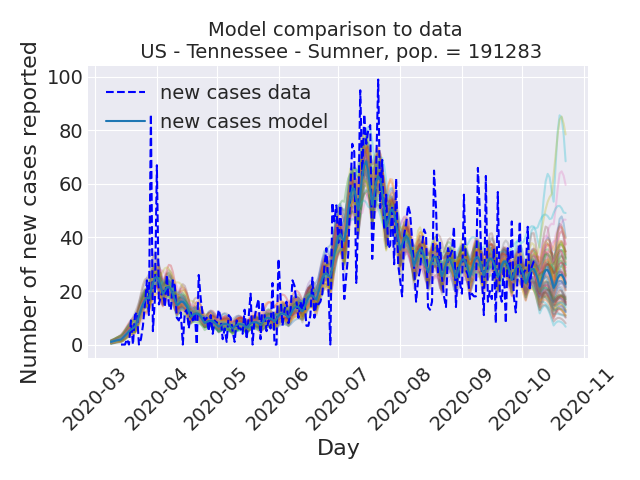 Model comparison to data
US - Tennessee - Sumner, pop. = 191283
Number of new cases reported
100
80
60
40
20
0
new cases data
new cases model
2020-03
2020-04
2020-05
2020-06
2020-07
2020-08
2020-09
2020-10
2020-11
Day